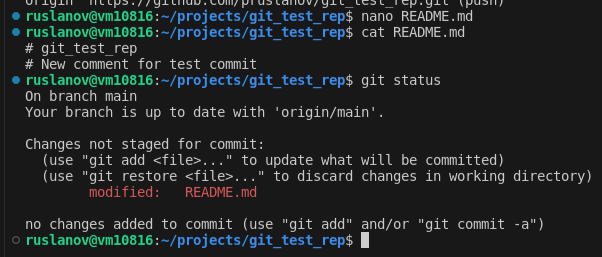 origin  https://github.com/pruslanov/git_test_rep.git (push)
ruslanov@vm10816:~/projects/git_test_rep$ nano README.md
ruslanov@vm10816:~/projects/git_test_rep$ cat README.md
# git_test_rep
# New comment for test commit
ruslanov@vm10816:~/projects/git_test_rep$ git status
On branch main
Your branch is up to date with 'origin/main'.

Changes not staged for commit:
  (use "git add <file>..." to update what will be committed)
  (use "git restore <file>..." to discard changes in working directory)
        modified:   README.md

no changes added to commit (use "git add" and/or "git commit -a")
ruslanov@vm10816:~/projects/git_test_rep$